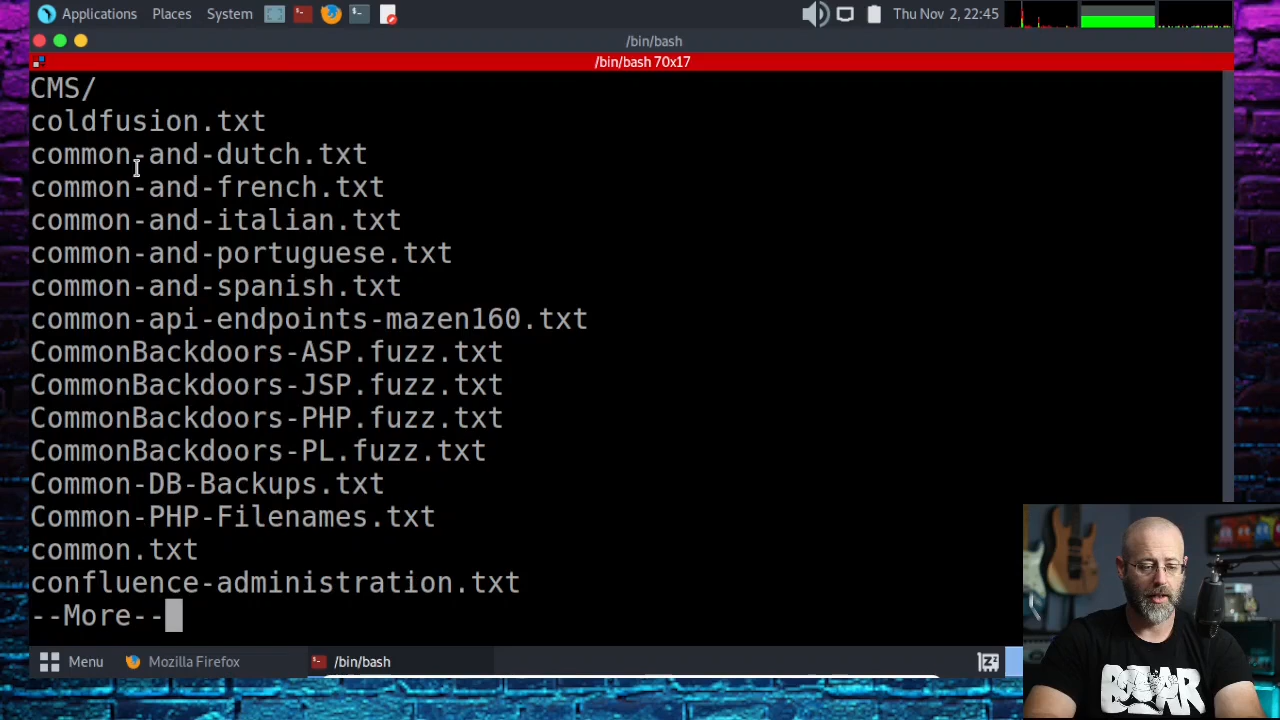 Applications Places System Thu Nov 2, 22:45
/bin/bash
/bin/bash 70x17
CMS/
coldfusion.txt
common-and-dutch.txt
common-and-french.txt
common-and-italian.txt
common-and-portuguese.txt
common-and-spanish.txt
common-api-endpoints-mazen160.txt
CommonBackdoors-ASP.fuzz.txt
CommonBackdoors-JSP.fuzz.txt
CommonBackdoors-PHP.fuzz.txt
CommonBackdoors-PL.fuzz.txt
Common-DB-Backups.txt
Common-PHP-Filenames.txt
common.txt
confluence-administration.txt
--More--
Menu Mozilla Firefox /bin/bash